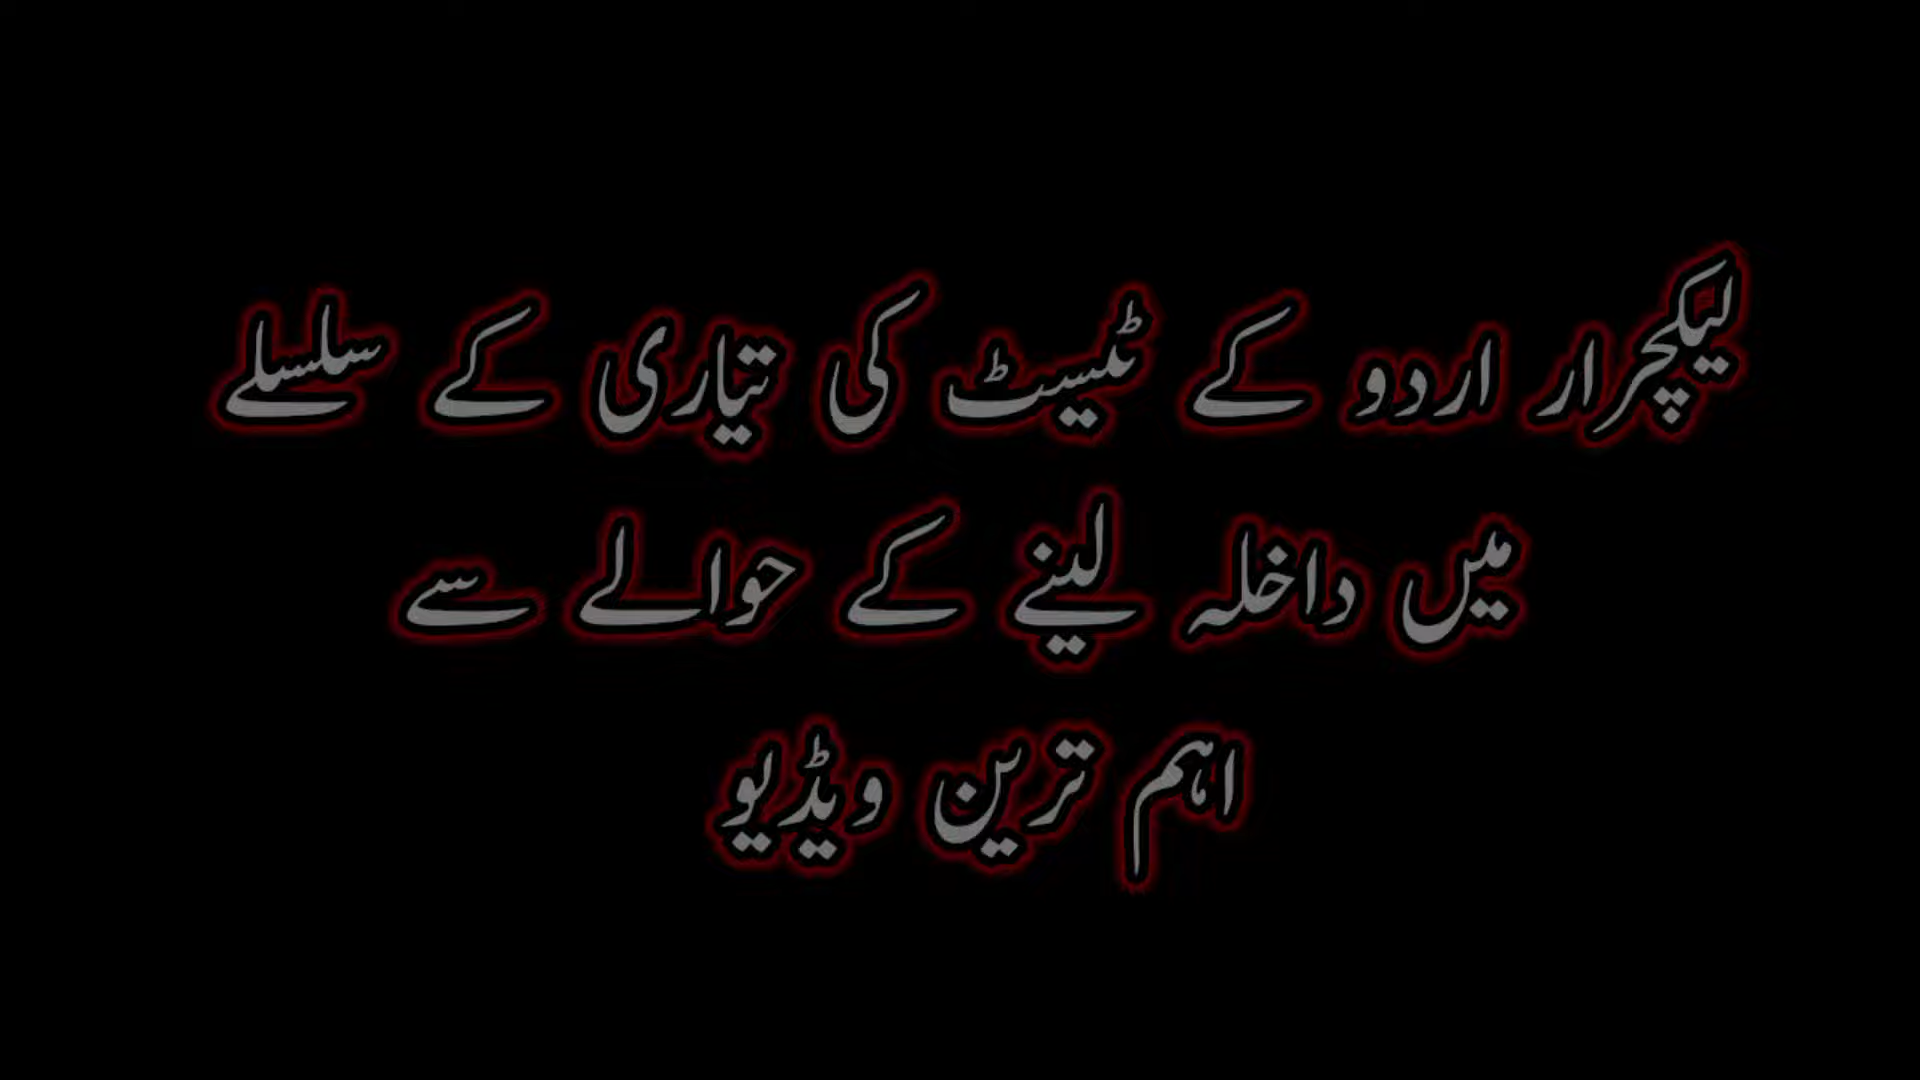 لیکچرار اردو کے ٹیسٹ کی تیاری کے سلسلے
میں داخلہ لینے کے حوالے سے
اہم ترین ویڈیو